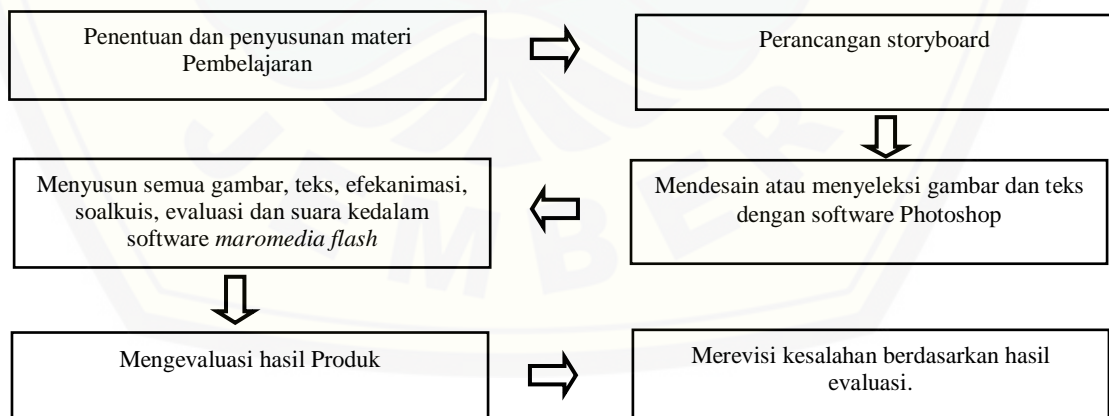 Penentuan dan penyusunan materi
Pembelajaran
Perancangan storyboard
Mendesain atau menyeleksi gambar dan teks
dengan software Photoshop
Menyusun semua gambar, teks, efekanimasi,
soalkuis, evaluasi dan suara kedalam
software maromedia flash
Mengevaluasi hasil Produk
Merevisi kesalahan berdasarkan hasil
evaluasi.
JEMBER